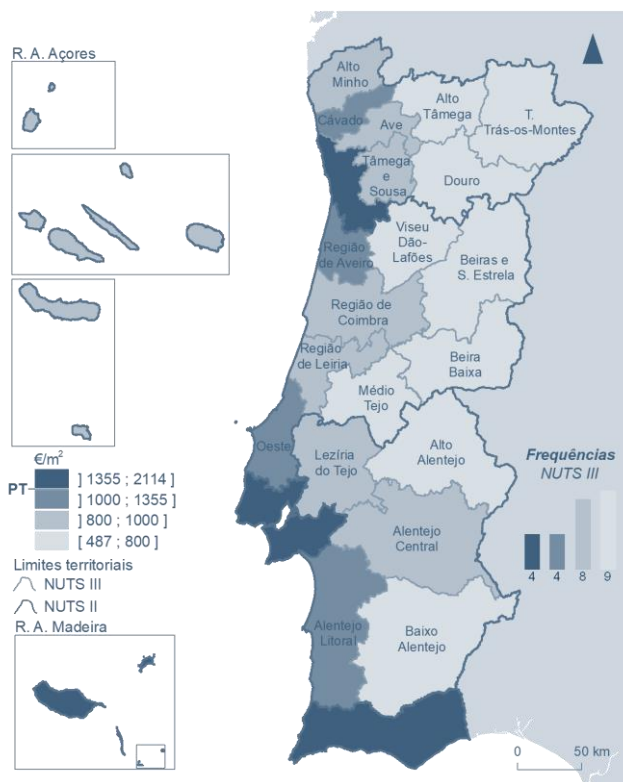 R. A. Açores
Alto
Minho
Cávado
Ave
Alto
Tâmega
T.
Trás-os-Montes
Tâmega
e
Sousa
Douro
Viseu
Dão-
Lafões
Região
de Aveiro
Beiras e
S. Estrela
Região de
Coimbra
Região
de Leiria
Beira
Baixa
Médio
Tejo
Oeste
Lezíria
do Tejo
Alto
Alentejo
Alentejo
Central
Alentejo
Litoral
Baixo
Alentejo
€/m²
PT
] 1355 ; 2114 ]
] 1000 ; 1355 ]
] 800 ; 1000 ]
[ 487 ; 800 ]
Limites territoriais
NUTS III
NUTS II
R. A. Madeira
Frequências
NUTS III
4 4 8 9
0 50 km